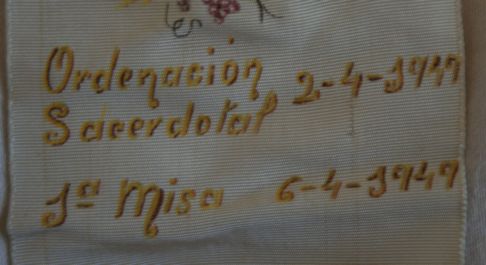 Ordenación 2-4-1949
Sacerdotal
1ª Misa 6-4-1949